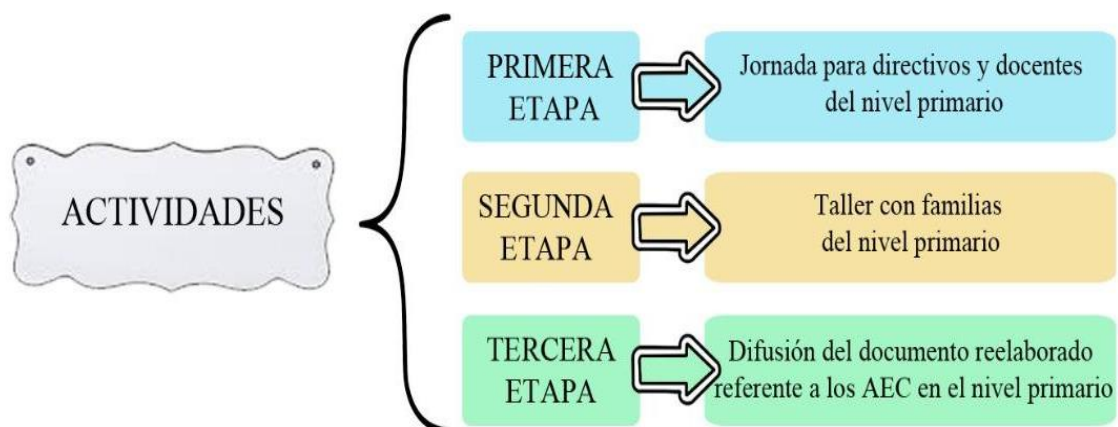 ACTIVIDADES
PRIMERA
ETAPA
Jornada para directivos y docentes
del nivel primario
SEGUNDA
ETAPA
Taller con familias
del nivel primario
TERCERA
ETAPA
Difusión del documento reelaborado
referente a los AEC en el nivel primario